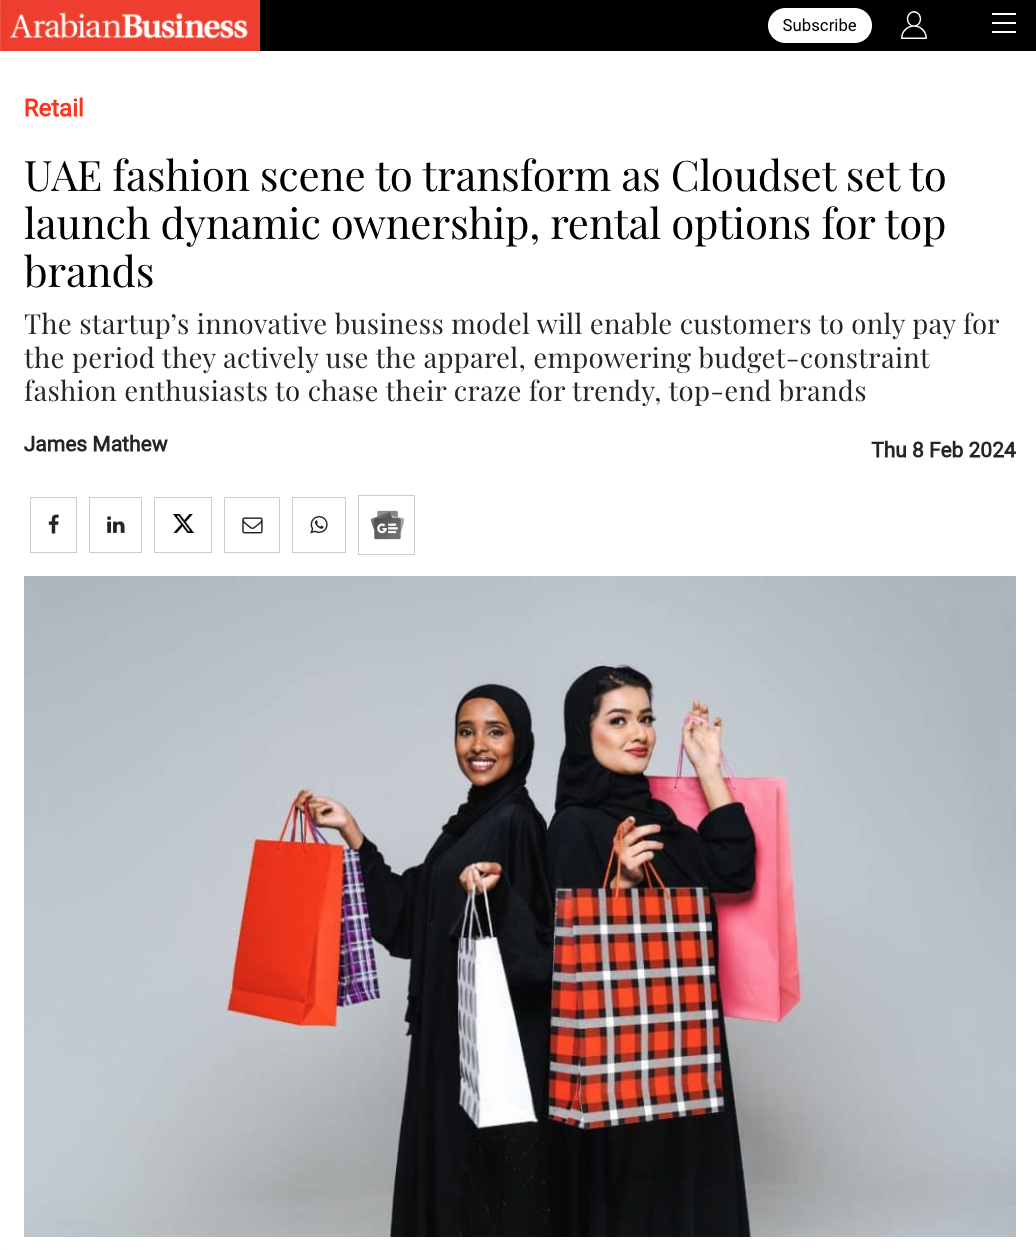 ArabianBusiness
Subscribe
Retail
UAE fashion scene to transform as Cloudset set to
launch dynamic ownership, rental options for top
brands
The startup’s innovative business model will enable customers to only pay for
the period they actively use the apparel, empowering budget-constraint
fashion enthusiasts to chase their craze for trendy, top-end brands
James Mathew
Thu 8 Feb 2024